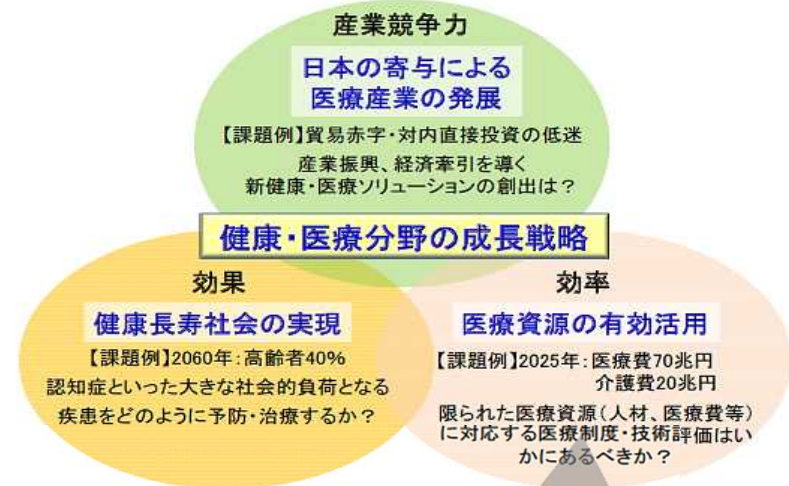 産業競争力
日本の寄与による
医療産業の発展
【課題例】貿易赤字・対内直接投資の低迷
産業振興、経済牽引を導く
新健康・医療ソリューションの創出は？
健康・医療分野の成長戦略
効果
健康長寿社会の実現
【課題例】2060年：高齢者40%
認知症といった大きな社会的負荷となる
疾患をどのように予防・治療するか？
効率
医療資源の有効活用
【課題例】2025年：医療費70兆円
介護費20兆円
限られた医療資源（人材、医療費等）
に対応する医療制度・技術評価はい
かにあるべきか？